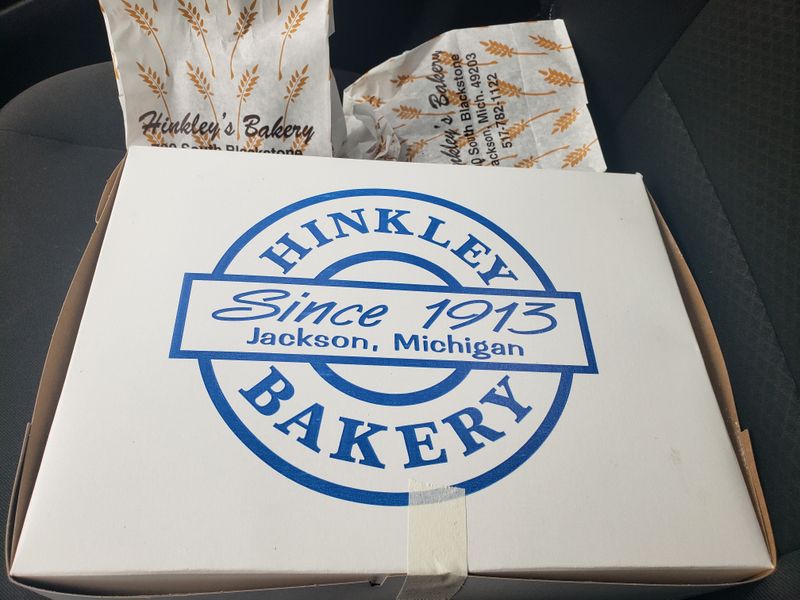 Hinkley's Bakery
South Blackstone
Bakery
South Blackstone
Jackson, Mich. 49203
517-782-1122
HINKLEY
Since 1913
Jackson, Michigan
BAKERY